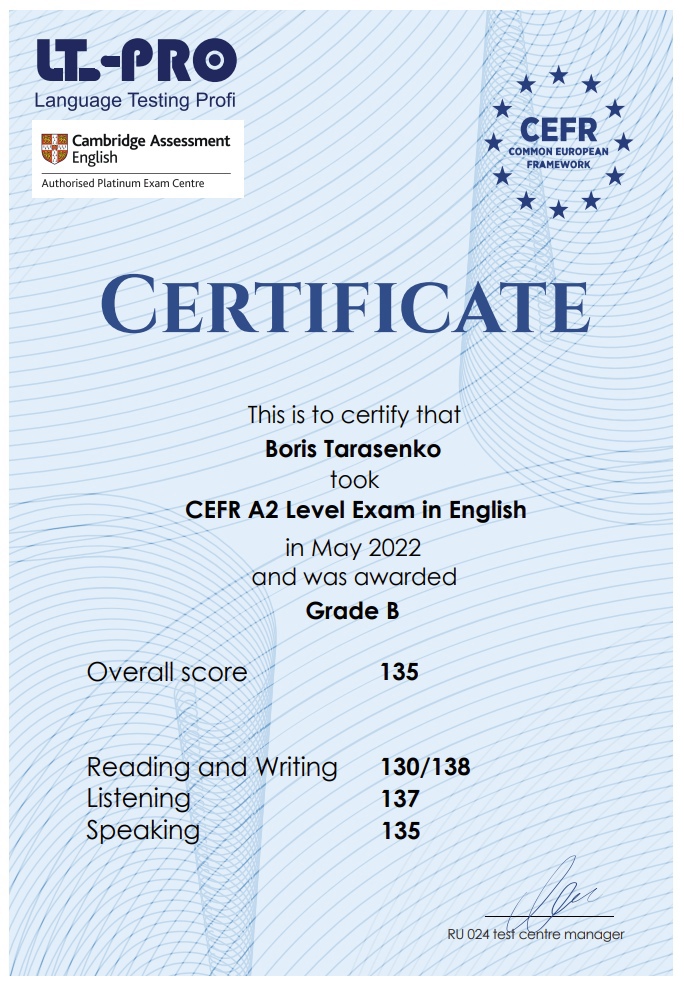 LT-PRO
Language Testing Profi
Cambridge Assessment
English
Authorised Platinum Exam Centre
CEFR
COMMON EUROPEAN
FRAMEWORK
CERTIFICATE
This is to certify that
Boris Tarasenko
took
CEFR A2 Level Exam in English
in May 2022
and was awarded
Grade B
Overall score 135
Reading and Writing 130/138
Listening 137
Speaking 135
RU 024 test centre manager